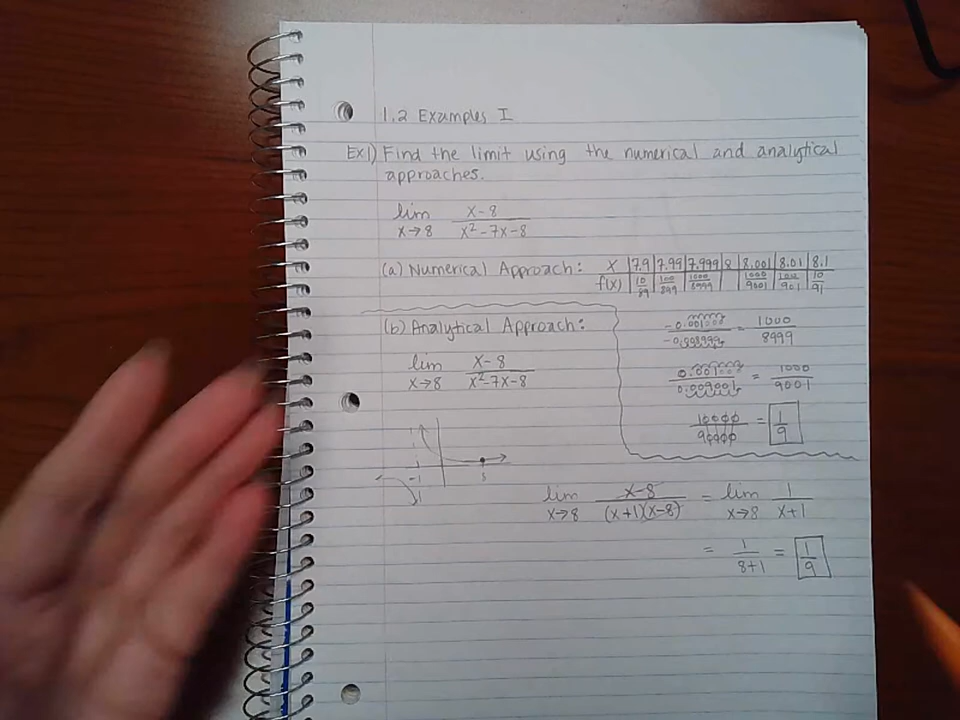 1.2 Examples I
Ex1) Find the limit using the numerical and analytical
approaches.
lim x→8 (x-8)/(x²-7x-8)
(a) Numerical Approach: x | 7.9 | 7.99 | 7.999 | 8 | 8.001 | 8.01 | 8.1
f(x) | 10/89 | 100/899 | 1000/8999 | | 1000/9001 | 100/901 | 10/91
(b) Analytical Approach:
= 1000/8999
lim x→8 (x-8)/(x²-7x-8)
= 1000/9001
= 1/9
-1
lim x→8 (x-8)/((x+1)(x-8)) = lim x→8 1/(x+1)
= 1/(8+1) = 1/9